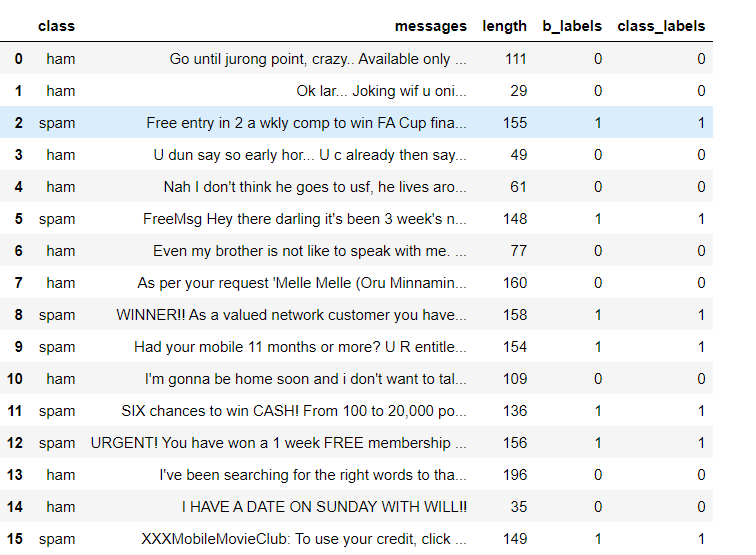 class messages length b_labels class_labels
0 ham Go until jurong point, crazy.. Available only ... 111 0 0
1 ham Ok lar... Joking wif u oni... 29 0 0
2 spam Free entry in 2 a wkly comp to win FA Cup fina... 155 1 1
3 ham U dun say so early hor... U c already then say... 49 0 0
4 ham Nah I don't think he goes to usf, he lives aro... 61 0 0
5 spam FreeMsg Hey there darling it's been 3 week's n... 148 1 1
6 ham Even my brother is not like to speak with me. ... 77 0 0
7 ham As per your request 'Melle Melle (Oru Minnamin... 160 0 0
8 spam WINNER!! As a valued network customer you have... 158 1 1
9 spam Had your mobile 11 months or more? U R entitle... 154 1 1
10 ham I'm gonna be home soon and i don't want to tal... 109 0 0
11 spam SIX chances to win CASH! From 100 to 20,000 po... 136 1 1
12 spam URGENT! You have won a 1 week FREE membership ... 156 1 1
13 ham I've been searching for the right words to tha... 196 0 0
14 ham I HAVE A DATE ON SUNDAY WITH WILL!! 35 0 0
15 spam XXXMobileMovieClub: To use your credit, click ... 149 1 1